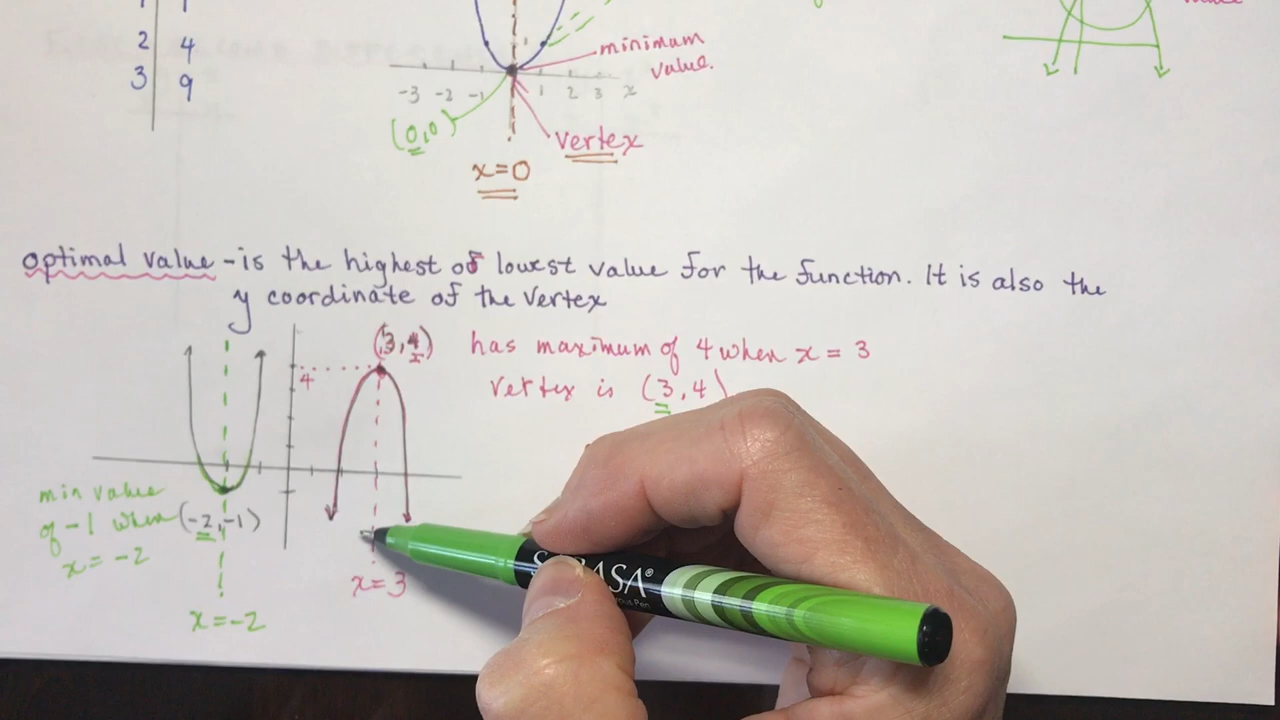 2 4
3 9
minimum
value.
-3 -2 -1 1 2 3 x
(0,0)
vertex
x=0
optimal value - is the highest of lowest value for the function. It is also the
y coordinate of the vertex
(3,4)
has maximum of 4 when x = 3
4
vertex is (3,4)
min value
of -1 when (-2,-1)
x = -2
x=3
x=-2